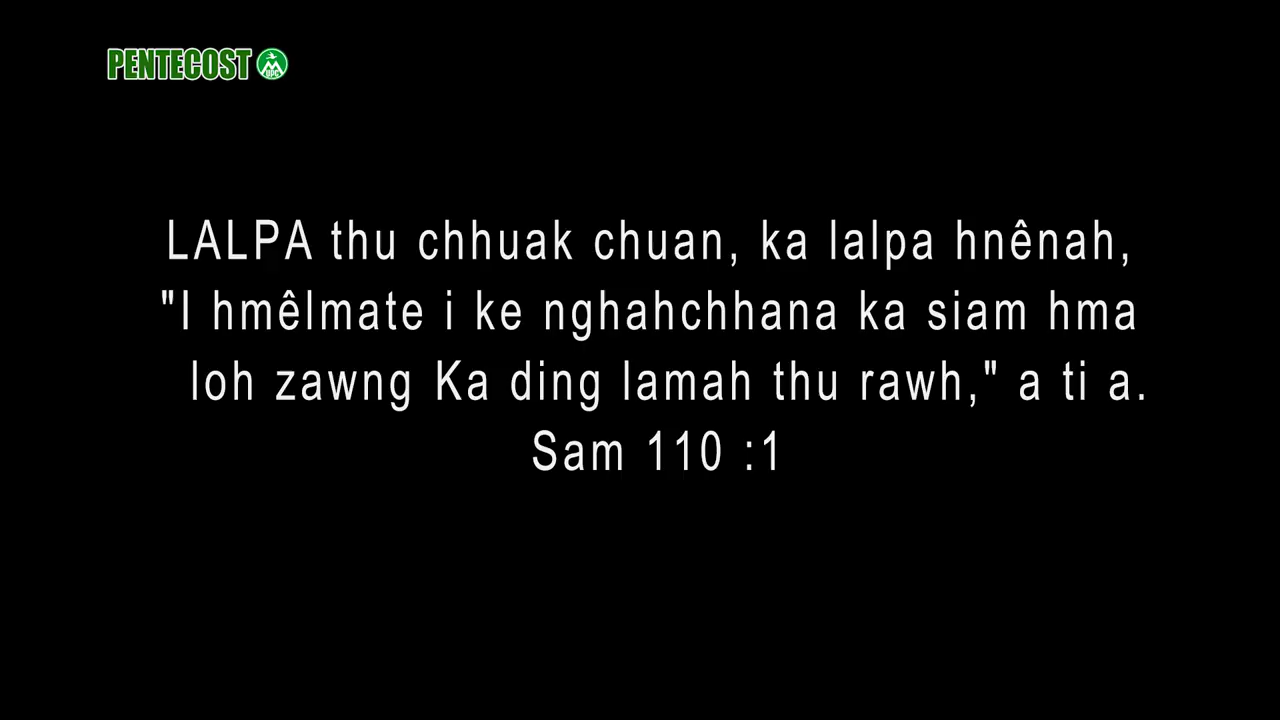 PENTECOST UPC
LALPA thu chhuak chuan, ka lalpa hnênah,
"I hmêlmate i ke nghahchhana ka siam hma
loh zawng Ka ding lamah thu rawh," a ti a.
Sam 110 :1